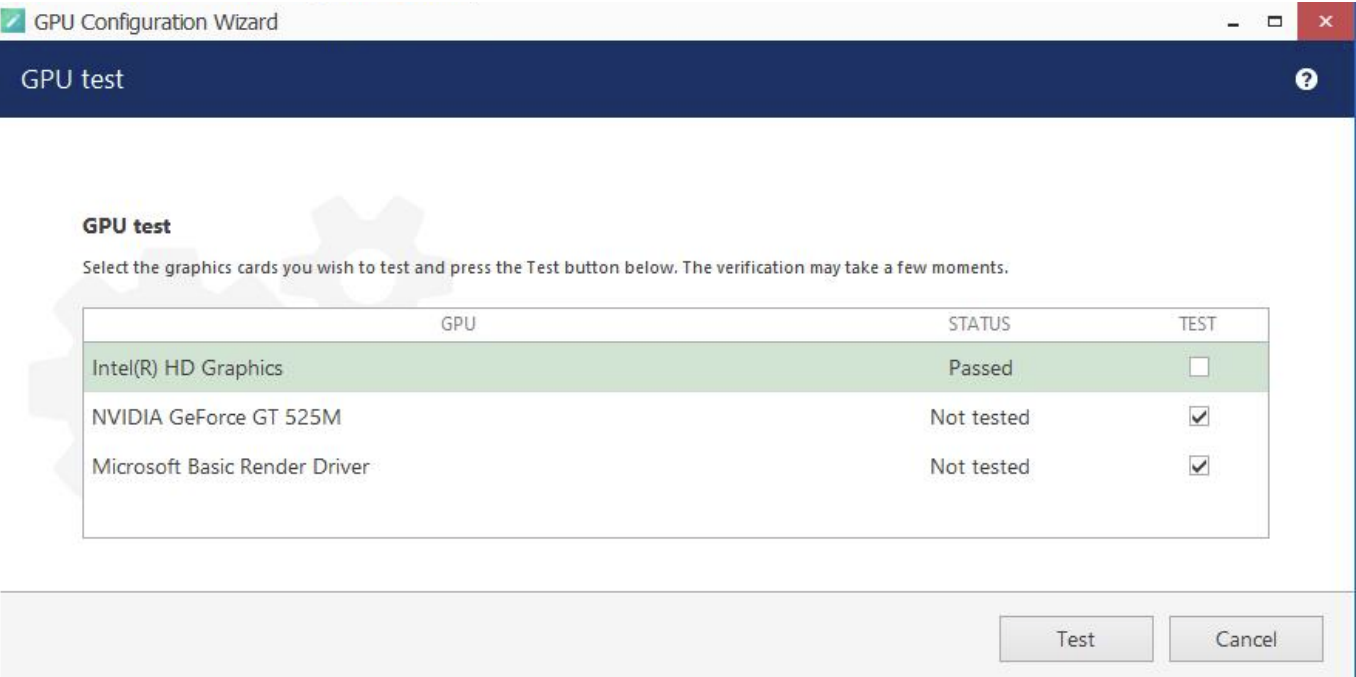 GPU Configuration Wizard
GPU test
GPU test
Select the graphics cards you wish to test and press the Test button below. The verification may take a few moments.
GPU STATUS TEST
Intel(R) HD Graphics Passed
NVIDIA GeForce GT 525M Not tested
Microsoft Basic Render Driver Not tested
Test Cancel